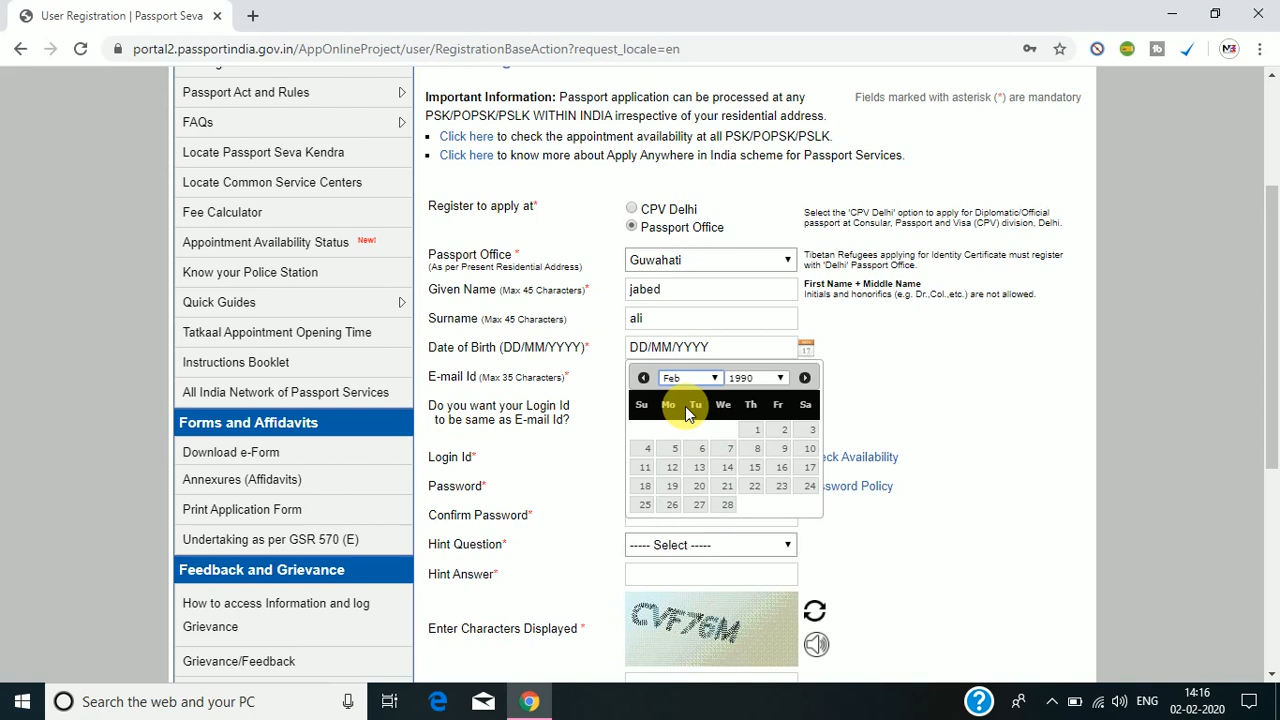 User Registration | Passport Seva
portal2.passportindia.gov.in/AppOnlineProject/user/RegistrationBaseAction?request_locale=en
Passport Act and Rules
FAQs
Locate Passport Seva Kendra
Locate Common Service Centers
Fee Calculator
Appointment Availability Status New!
Know your Police Station
Quick Guides
Tatkaal Appointment Opening Time
Instructions Booklet
All India Network of Passport Services
Forms and Affidavits
Download e-Form
Annexures (Affidavits)
Print Application Form
Undertaking as per GSR 570 (E)
Feedback and Grievance
How to access Information and log
Grievance
Grievance/Feedback
Important Information: Passport application can be processed at any
PSK/POPSK/PSLK WITHIN INDIA irrespective of your residential address.
Fields marked with asterisk (*) are mandatory
Click here to check the appointment availability at all PSK/POPSK/PSLK.
Click here to know more about Apply Anywhere in India scheme for Passport Services.
Register to apply at*
CPV Delhi
Passport Office
Select the 'CPV Delhi' option to apply for Diplomatic/Official
passport at Consular, Passport and Visa (CPV) division, Delhi.
Passport Office *
(As per Present Residential Address)
Guwahati
Tibetan Refugees applying for Identity Certificate must register
with 'Delhi' Passport Office.
Given Name (Max 45 Characters)*
jabed
First Name + Middle Name
Initials and honorifics (e.g. Dr.,Col.,etc.) are not allowed.
Surname (Max 45 Characters)
ali
Date of Birth (DD/MM/YYYY)*
DD/MM/YYYY
17
E-mail Id (Max 35 Characters)*
Feb 1990
Su Mo Tu We Th Fr Sa
1 2 3
4 5 6 7 8 9 10
11 12 13 14 15 16 17
18 19 20 21 22 23 24
25 26 27 28
Do you want your Login Id
to be same as E-mail Id?
Login Id*
ck Availability
Password*
sword Policy
Confirm Password*
Hint Question*
----- Select -----
Hint Answer*
Enter Characters Displayed *
CVF76M
Search the web and your PC
ENG
14:16
02-02-2020